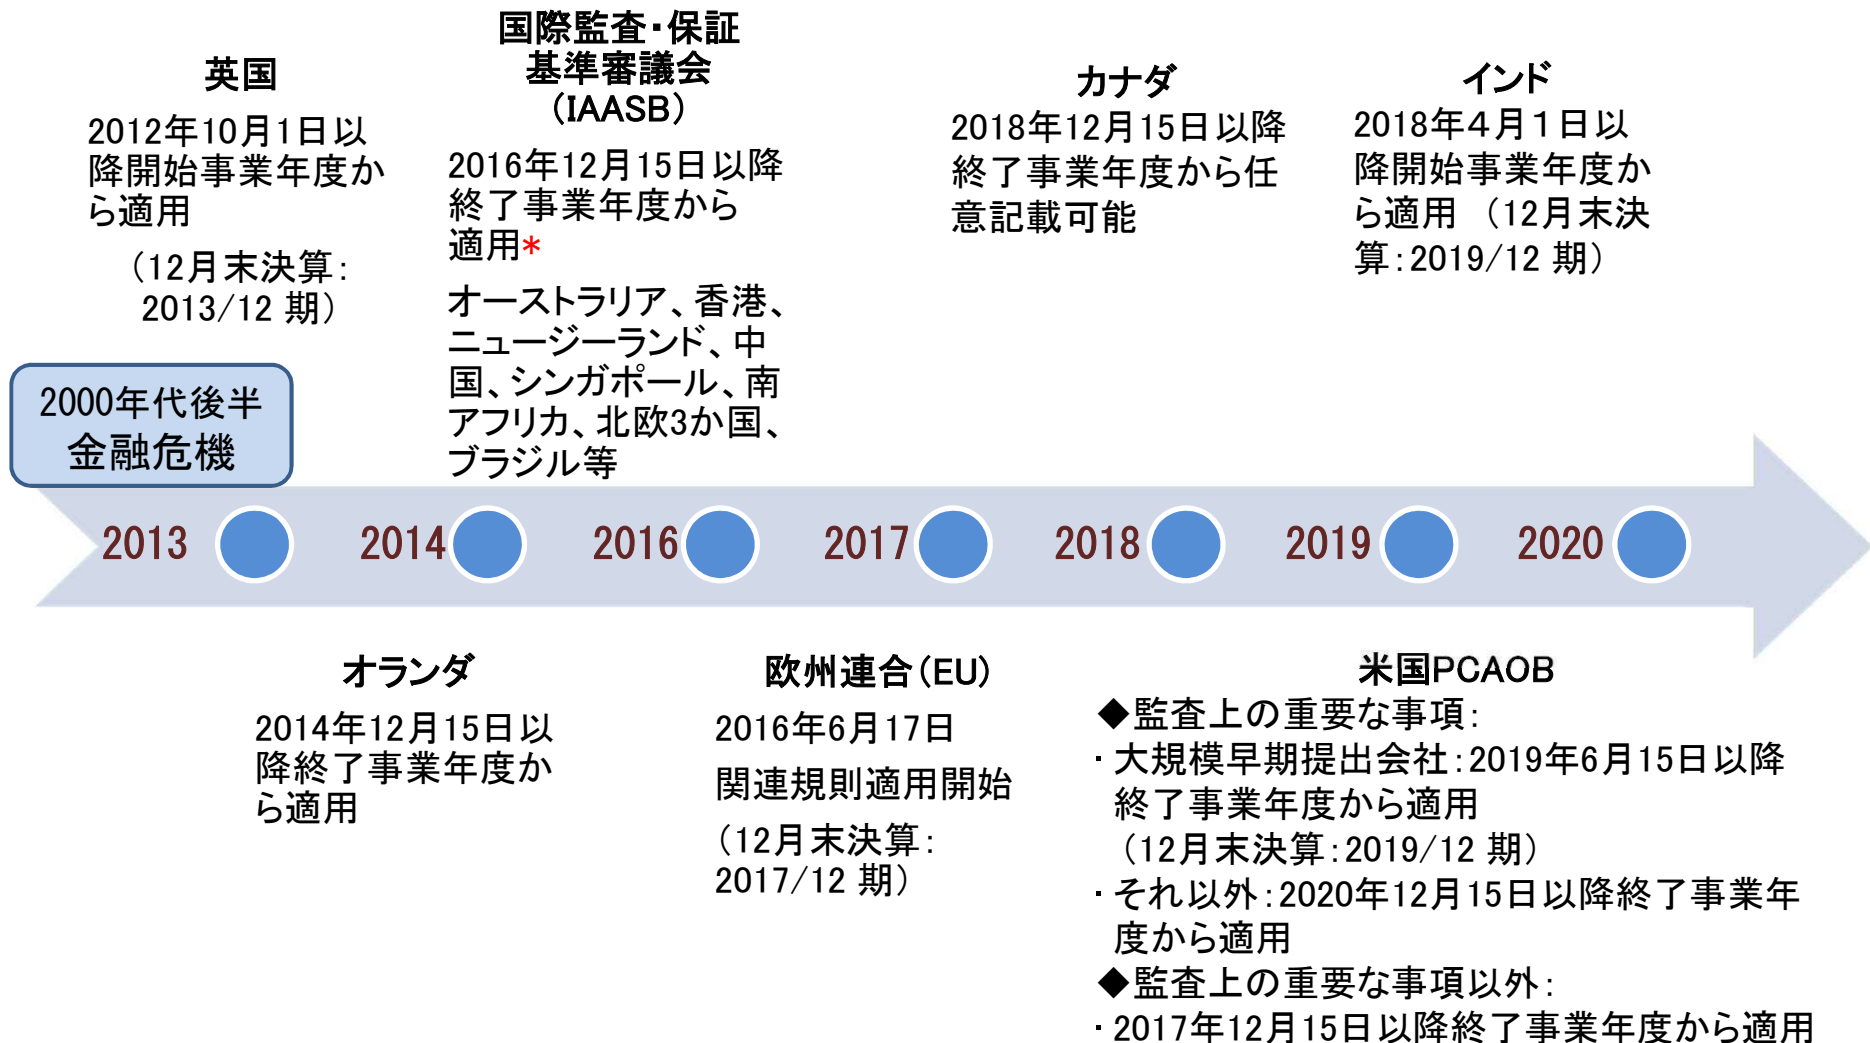 英国
2012年10月1日以
降開始事業年度か
ら適用
（12月末決算：
2013/12 期）
国際監査・保証
基準審議会
（IAASB）
2016年12月15日以降
終了事業年度から
適用*
オーストラリア、香港、
ニュージーランド、中
国、シンガポール、南
アフリカ、北欧3か国、
ブラジル等
カナダ
2018年12月15日以降
終了事業年度から任
意記載可能
インド
2018年４月１日以
降開始事業年度か
ら適用 （12月末決
算：2019/12 期）
2000年代後半
金融危機
2013 2014 2016 2017 2018 2019 2020
オランダ
2014年12月15日以
降終了事業年度か
ら適用
欧州連合（EU）
2016年6月17日
関連規則適用開始
（12月末決算：
2017/12 期）
米国PCAOB
◆監査上の重要な事項：
・大規模早期提出会社：2019年6月15日以降
終了事業年度から適用
（12月末決算：2019/12 期）
・それ以外：2020年12月15日以降終了事業年
度から適用
◆監査上の重要な事項以外：
・2017年12月15日以降終了事業年度から適用